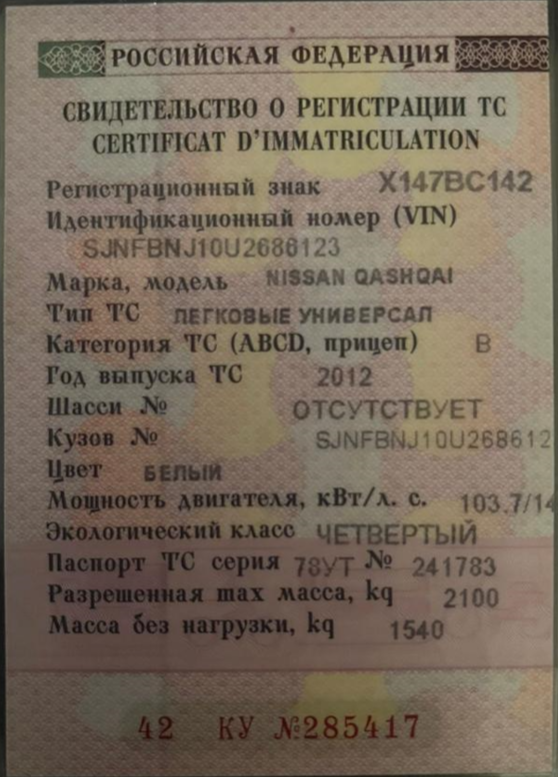 РОССИЙСКАЯ ФЕДЕРАЦИЯ
СВИДЕТЕЛЬСТВО О РЕГИСТРАЦИИ ТС
CERTIFICAT D'IMMATRICULATION
Регистрационный знак Х147ВС142
Идентификационный номер (VIN)
SJNFBNJ10U2686123
Марка, модель NISSAN QASHQAI
Тип ТС ЛЕГКОВЫЕ УНИВЕРСАЛ
Категория ТС (ABCD, прицеп) B
Год выпуска ТС 2012
Шасси № ОТСУТСТВУЕТ
Кузов № SJNFBNJ10U268612
Цвет БЕЛЫЙ
Мощность двигателя, кВт/л. с. 103.7/14
Экологический класс ЧЕТВЕРТЫЙ
Паспорт ТС серия 78УТ № 241783
Разрешенная max масса, kq 2100
Масса без нагрузки, kq 1540
42 КУ №285417